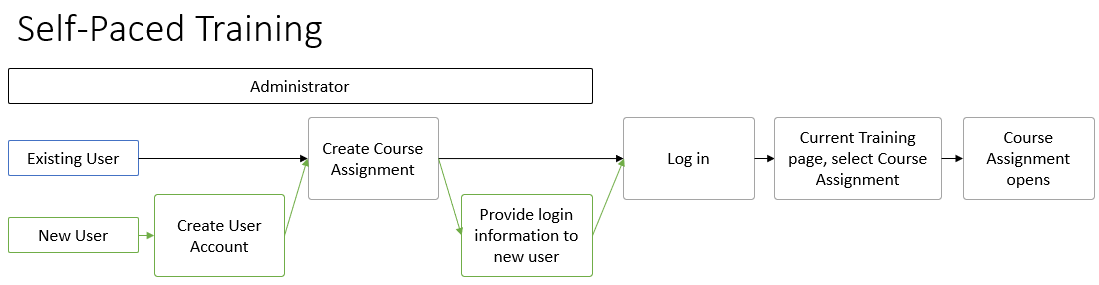 Self-Paced Training
Administrator
Existing User
Create Course
Assignment
Log in
Current Training
page, select Course
Assignment
Course
Assignment
opens
New User
Create User
Account
Provide login
information to
new user